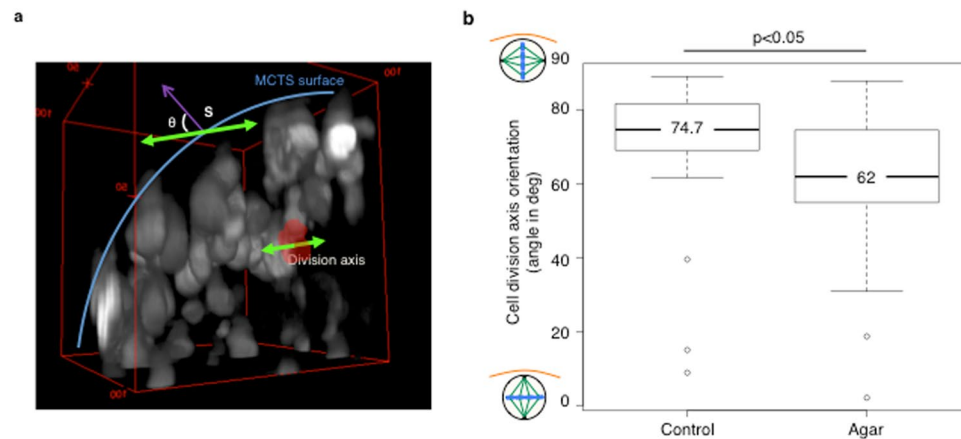 a
MCTS surface
S
θ
Division axis
b
p<0.05
Cell division axis orientation
(angle in deg)
90
80
60
40
20
0
74.7
62
Control
Agar